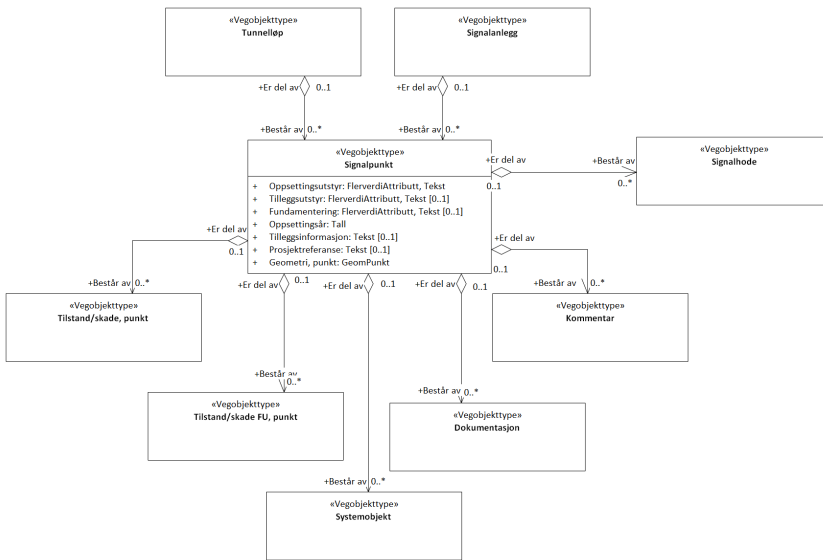 «Vegobjekttype»
Tunnelløp
«Vegobjekttype»
Signalanlegg
+Er del av 0..1
+Er del av 0..1
+Består av 0..*
+Består av 0..*
«Vegobjekttype»
Signalpunkt
+ Oppsettingsutstyr: FlerverdiAttributt, Tekst
+ Tilleggsutstyr: FlerverdiAttributt, Tekst [0..1]
+ Fundamentering: FlerverdiAttributt, Tekst [0..1]
+ Oppsettingsår: Tall
+ Tilleggsinformasjon: Tekst [0..1]
+ Prosjektreferanse: Tekst [0..1]
+ Geometri, punkt: GeomPunkt
+Er del av
0..1
+Består av
0..*
«Vegobjekttype»
Signalhode
+Er del av
0..1
+Består av 0..*
«Vegobjekttype»
Tilstand/skade, punkt
+Er del av
0..1
+Består av 0..*
«Vegobjekttype»
Kommentar
+Er del av 0..1
+Består av
0..*
«Vegobjekttype»
Tilstand/skade FU, punkt
+Er del av 0..1
+Består av 0..*
«Vegobjekttype»
Systemobjekt
+Er del av 0..1
+Består av 0..*
«Vegobjekttype»
Dokumentasjon